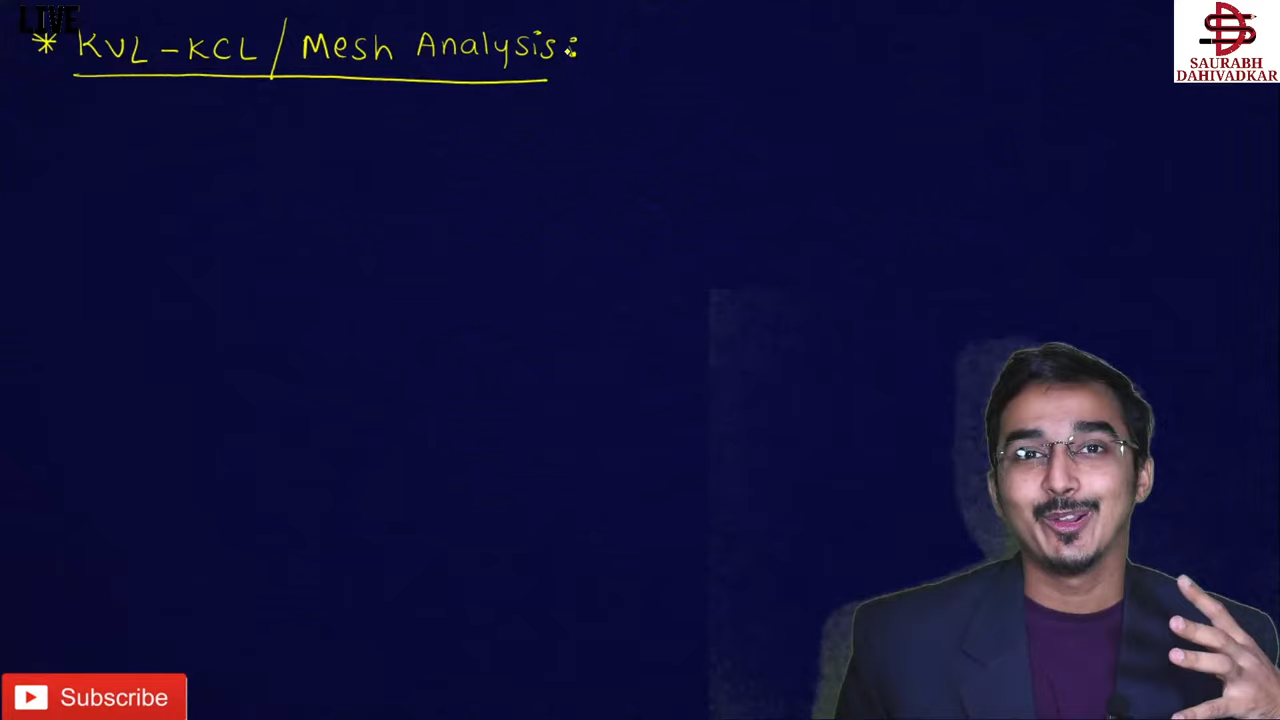 LIVE
* KVL - KCL / Mesh Analysis:
SAURABH
DAHIVADKAR
Subscribe